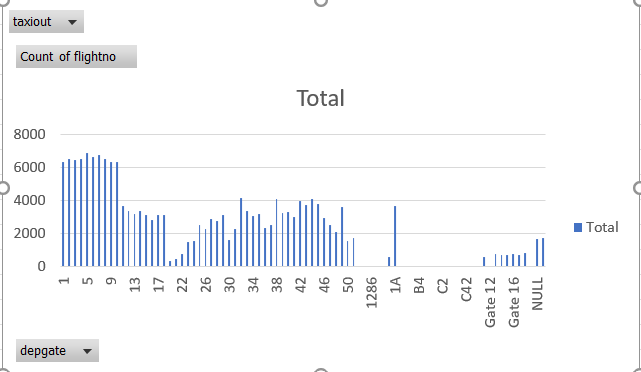 taxiout
Count of flightno
Total
8000
6000
4000
2000
0
1 5 9 13 17 22 26 30 34 38 42 46 50 1286 1A B4 C2 C42 Gate 12 Gate 16 NULL
Total
depgate